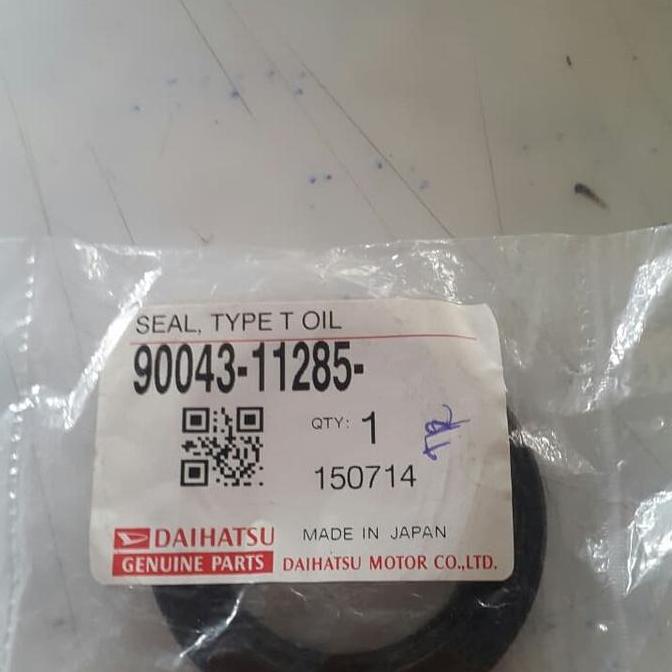 SEAL, TYPE T OIL
90043-11285-
QTY: 1
150714
DAIHATSU MADE IN JAPAN
GENUINE PARTS DAIHATSU MOTOR CO.,LTD.